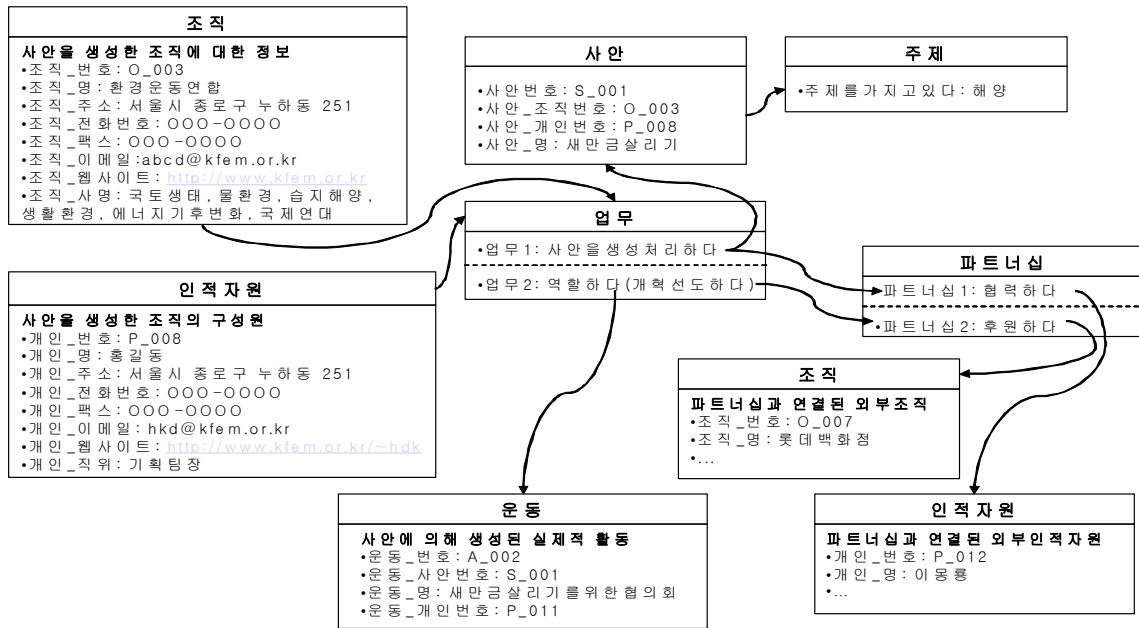 조직
사안을 생성한 조직에 대한 정보
•조직_번호: O_003
•조직_명: 환경운동연합
•조직_주소: 서울시 종로구 누하동 251
•조직_전화번호: OOO-OOOO
•조직_팩스: OOO-OOOO
•조직_이메일:abcd@kfem.or.kr
•조직_웹사이트: http://www.kfem.or.kr
•조직_사명: 국토생태, 물환경, 습지해양,
생활환경, 에너지기후변화, 국제연대
사안
•사안번호: S_001
•사안_조직번호: O_003
•사안_개인번호: P_008
•사안_명: 새만금살리기
주제
•주제를가지고있다: 해양
업무
•업무1: 사안을생성처리하다
•업무2: 역할하다(개혁선도하다)
파트너십
•파트너십1: 협력하다
•파트너십2: 후원하다
인적자원
사안을 생성한 조직의 구성원
•개인_번호: P_008
•개인_명: 홍길동
•개인_주소: 서울시 종로구 누하동 251
•개인_전화번호: OOO-OOOO
•개인_팩스: OOO-OOOO
•개인_이메일: hkd@kfem.or.kr
•개인_웹사이트: http://www.kfem.or.kr/~hdk
•개인_직위: 기획팀장
조직
파트너십과 연결된 외부조직
•조직_번호: O_007
•조직_명: 롯데백화점
•...
운동
사안에 의해 생성된 실제적 활동
•운동_번호: A_002
•운동_사안번호: S_001
•운동_명: 새만금살리기를위한협의회
•운동_개인번호: P_011
인적자원
파트너십과 연결된 외부인적자원
•개인_번호: P_012
•개인_명: 이몽룡
•...